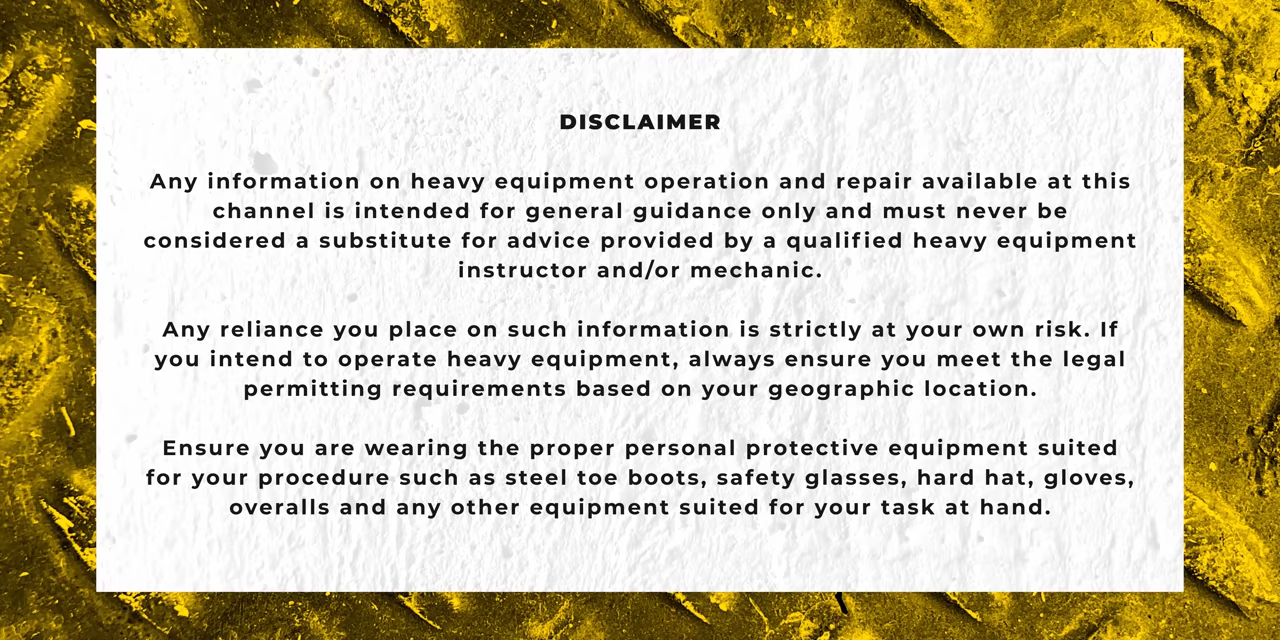 DISCLAIMER
Any information on heavy equipment operation and repair available at this
channel is intended for general guidance only and must never be
considered a substitute for advice provided by a qualified heavy equipment
instructor and/or mechanic.
Any reliance you place on such information is strictly at your own risk. If
you intend to operate heavy equipment, always ensure you meet the legal
permitting requirements based on your geographic location.
Ensure you are wearing the proper personal protective equipment suited
for your procedure such as steel toe boots, safety glasses, hard hat, gloves,
overalls and any other equipment suited for your task at hand.